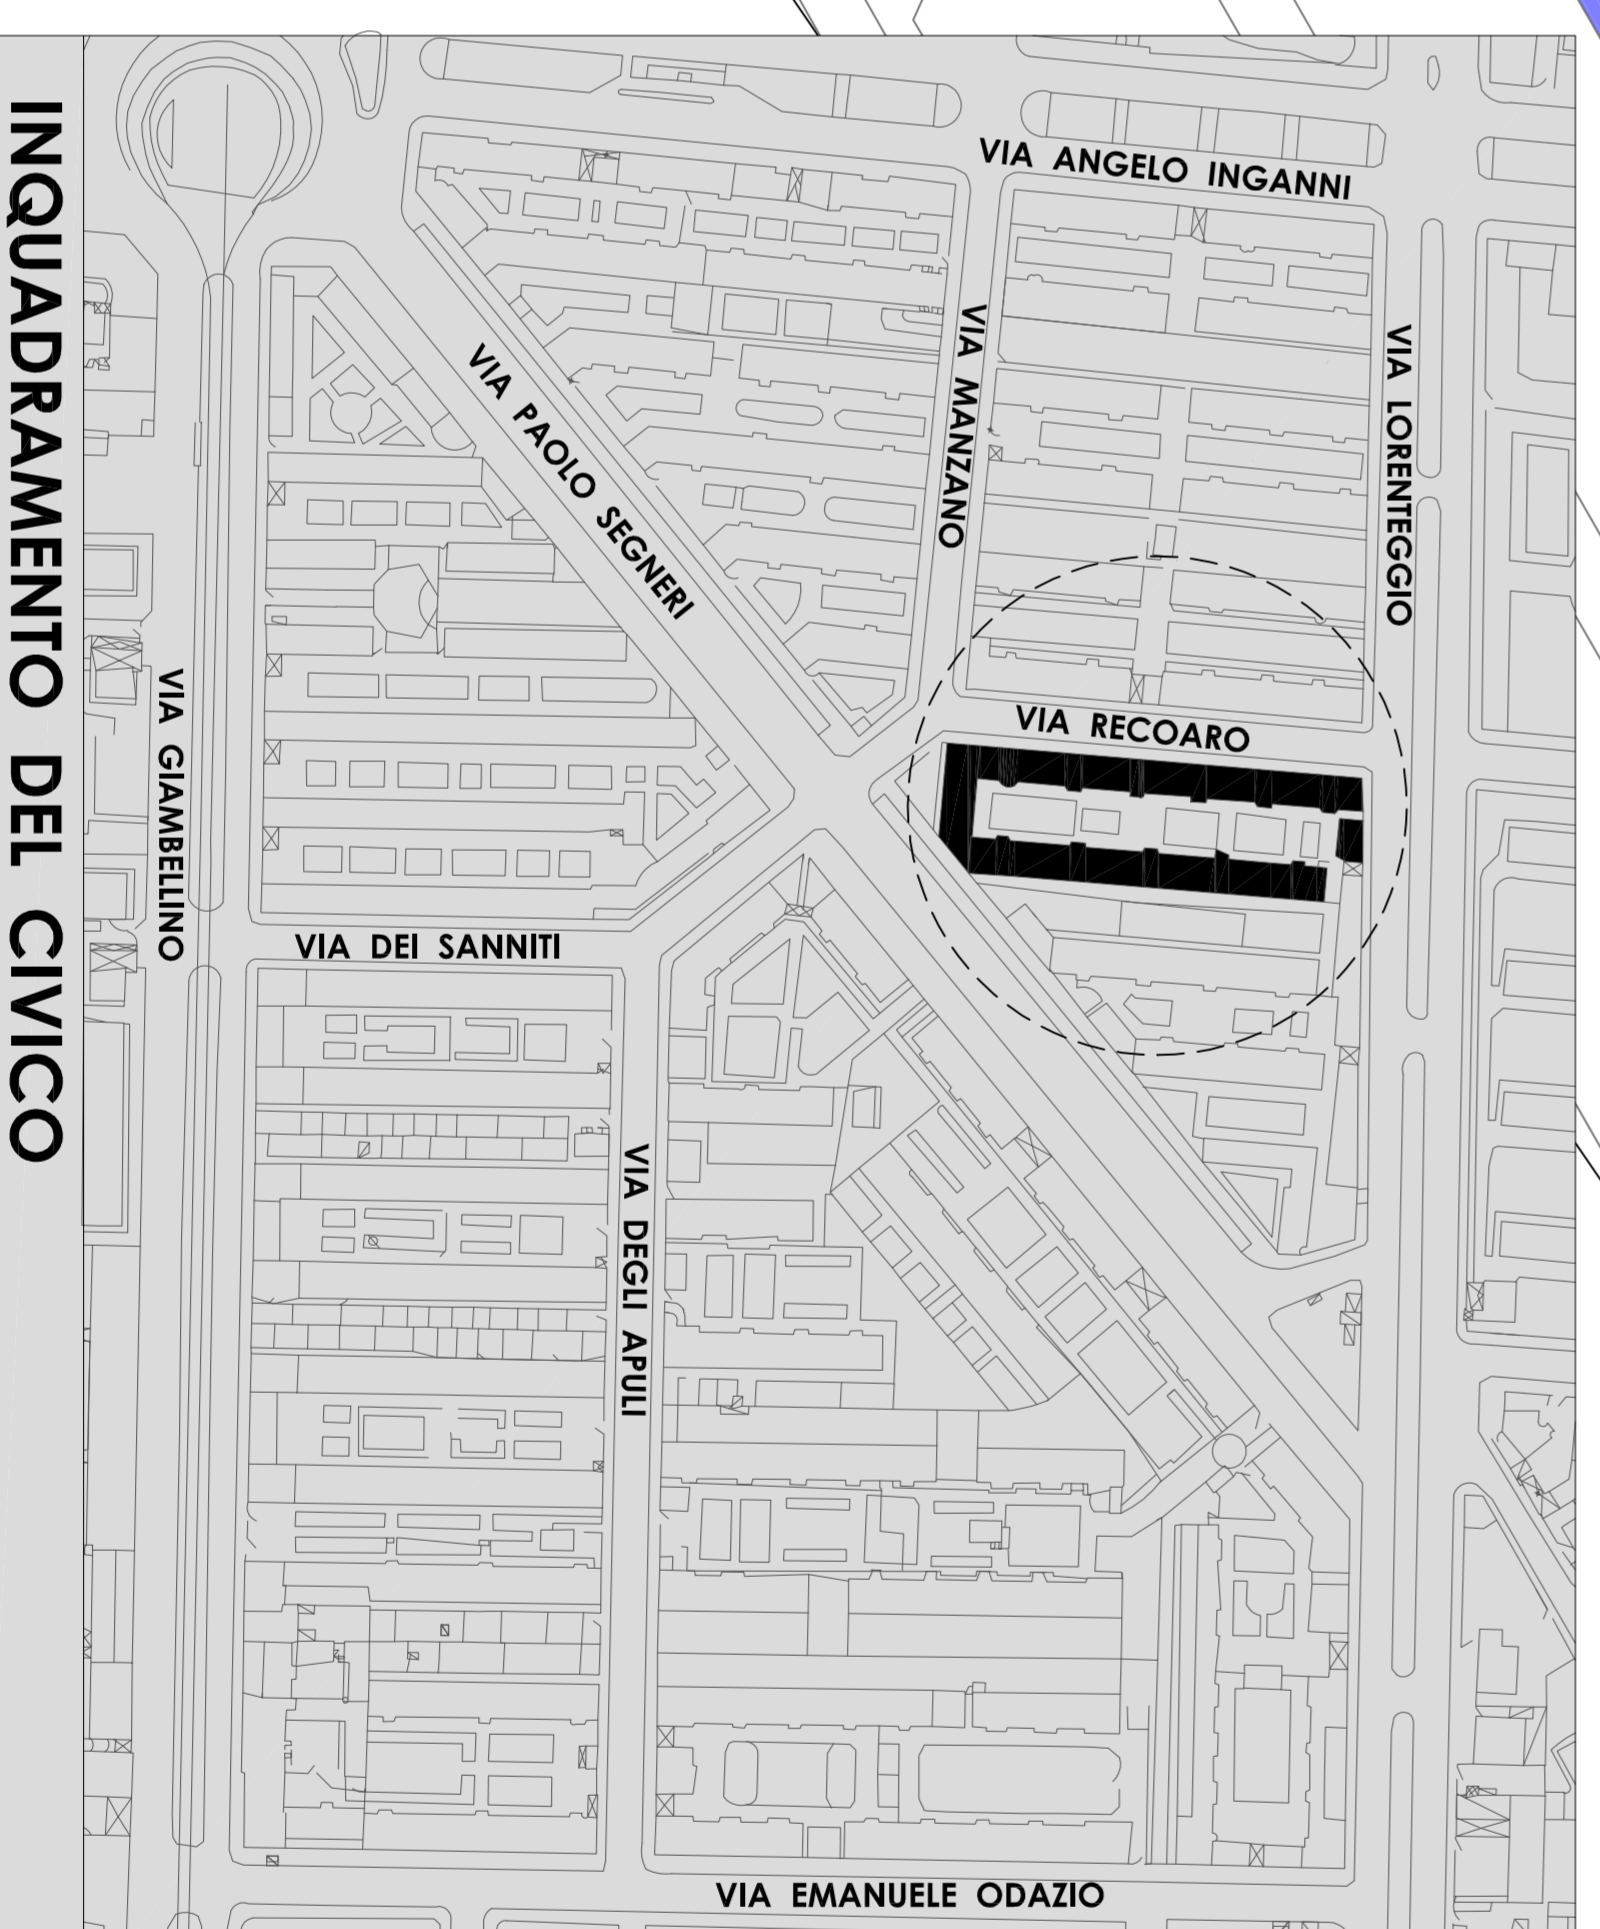 INQUADRAMENTO DEL CIVICO
VIA ANGELO INGANNI
VIA PAOLO SEGNERI
VIA MANZANO
VIA LORENTEGGIO
VIA RECOARO
VIA GIAMBELLINO
VIA DEI SANNITI
VIA DEGLI APULI
VIA EMANUELE ODAZIO